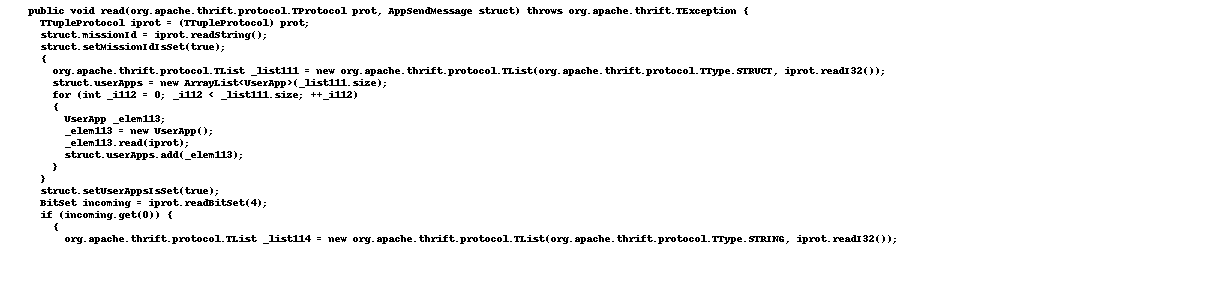 public void read(org.apache.thrift.protocol.TProtocol prot, AppSendMessage struct) throws org.apache.thrift.TException {
TTupleProtocol iprot = (TTupleProtocol) prot;
struct.missionId = iprot.readString();
struct.setMissionIdIsSet(true);
{
org.apache.thrift.protocol.TList _list111 = new org.apache.thrift.protocol.TList(org.apache.thrift.protocol.TType.STRUCT, iprot.readI32());
struct.userApps = new ArrayList<UserApp>(_list111.size);
for (int _i112 = 0; _i112 < _list111.size; ++_i112)
{
UserApp _elem113;
_elem113 = new UserApp();
_elem113.read(iprot);
struct.userApps.add(_elem113);
}
}
struct.setUserAppsIsSet(true);
BitSet incoming = iprot.readBitSet(4);
if (incoming.get(0)) {
{
org.apache.thrift.protocol.TList _list114 = new org.apache.thrift.protocol.TList(org.apache.thrift.protocol.TType.STRING, iprot.readI32());